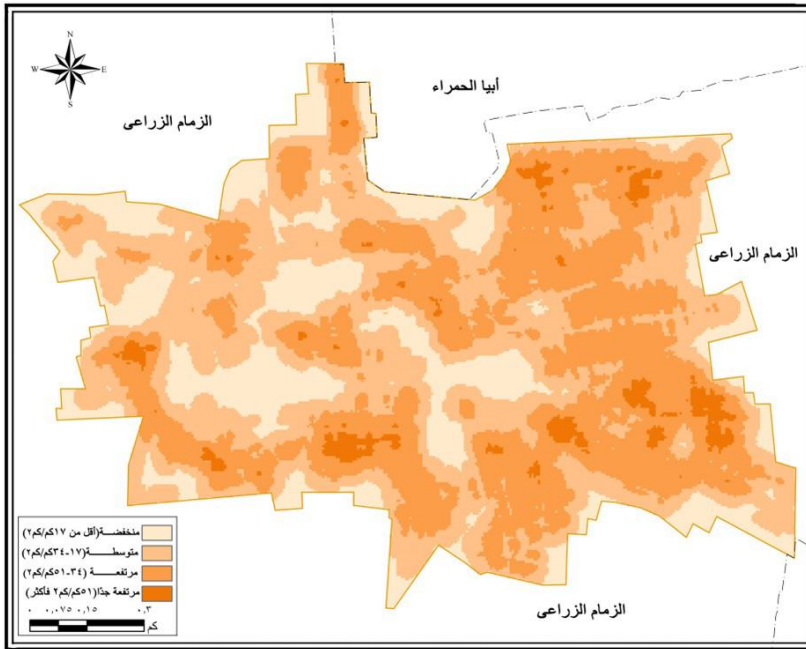 N
W
E
S
أبيا الحمراء
الزمام الزراعى
الزمام الزراعى
منخفضة(أقل من ١٧كم/كم٢)
متوسطة(١٧-٣٤كم/كم٢)
مرتفعة (٣٤-٥١كم/كم٢)
مرتفعة جدًا(٥١كم/كم٢ فأكثر)
٠ ٠,٠٧٥ ٠,١٥ ٠,٣
كم
الزمام الزراعى